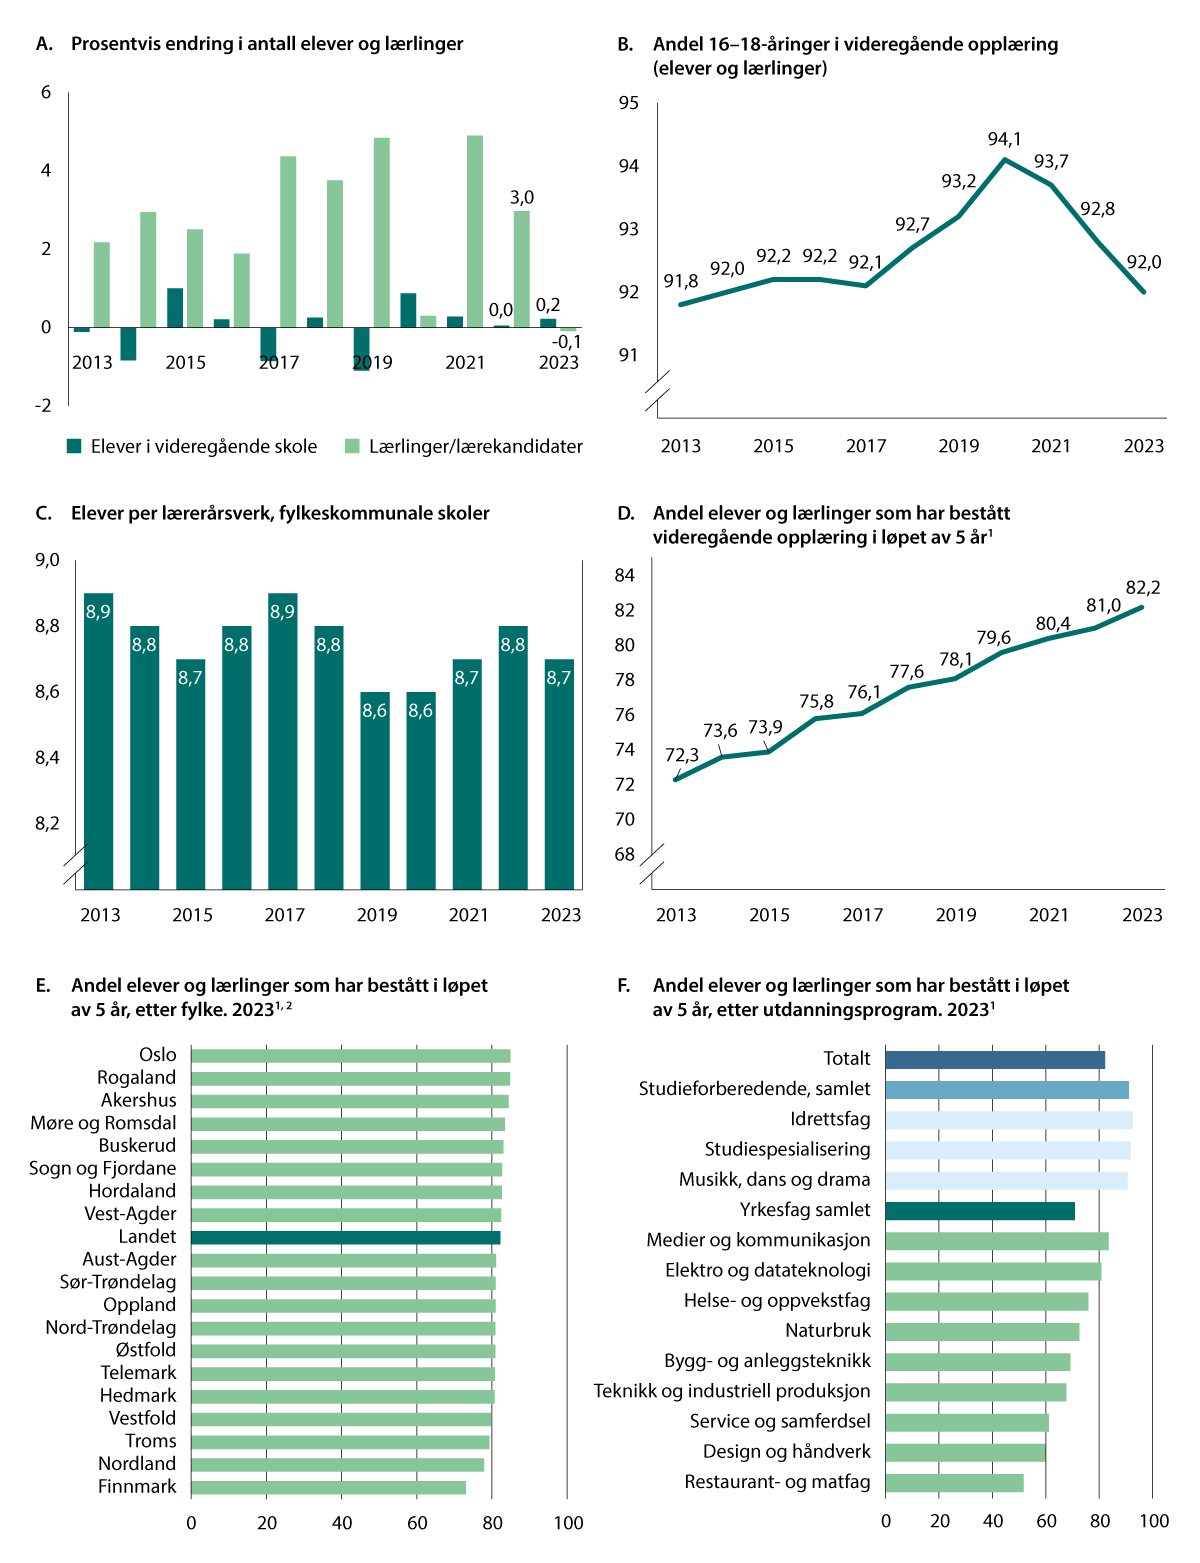 A. Prosentvis endring i antall elever og lærlinger
6
4
2
0
-2
3,0
0,0
0,2
-0,1
2013
2015
2017
2019
2021
2023
Elever i videregående skole
Lærlinger/lærekandidater
B. Andel 16–18-åringer i videregående opplæring
(elever og lærlinger)
95
94
93
92
91
91,8
92,0
92,2
92,2
92,1
92,7
93,2
94,1
93,7
92,8
92,0
2013
2015
2017
2019
2021
2023
C. Elever per lærerårsverk, fylkeskommunale skoler
9,0
8,8
8,6
8,4
8,2
8,9
8,8
8,7
8,8
8,9
8,8
8,6
8,6
8,7
8,8
8,7
2013
2015
2017
2019
2021
2023
D. Andel elever og lærlinger som har bestått
videregående opplæring i løpet av 5 år¹
84
82
80
78
76
74
72
70
68
72,3
73,6
73,9
75,8
76,1
77,6
78,1
79,6
80,4
81,0
82,2
2013
2015
2017
2019
2021
2023
E. Andel elever og lærlinger som har bestått i løpet
av 5 år, etter fylke. 2023¹, ²
Oslo
Rogaland
Akershus
Møre og Romsdal
Buskerud
Sogn og Fjordane
Hordaland
Vest-Agder
Landet
Aust-Agder
Sør-Trøndelag
Oppland
Nord-Trøndelag
Østfold
Telemark
Hedmark
Vestfold
Troms
Nordland
Finnmark
0
20
40
60
80
100
F. Andel elever og lærlinger som har bestått i løpet
av 5 år, etter utdanningsprogram. 2023¹
Totalt
Studieforberedende, samlet
Idrettsfag
Studiespesialisering
Musikk, dans og drama
Yrkesfag samlet
Medier og kommunikasjon
Elektro og datateknologi
Helse- og oppvekstfag
Naturbruk
Bygg- og anleggsteknikk
Teknikk og industriell produksjon
Service og samferdsel
Design og håndverk
Restaurant- og matfag
0
20
40
60
80
100